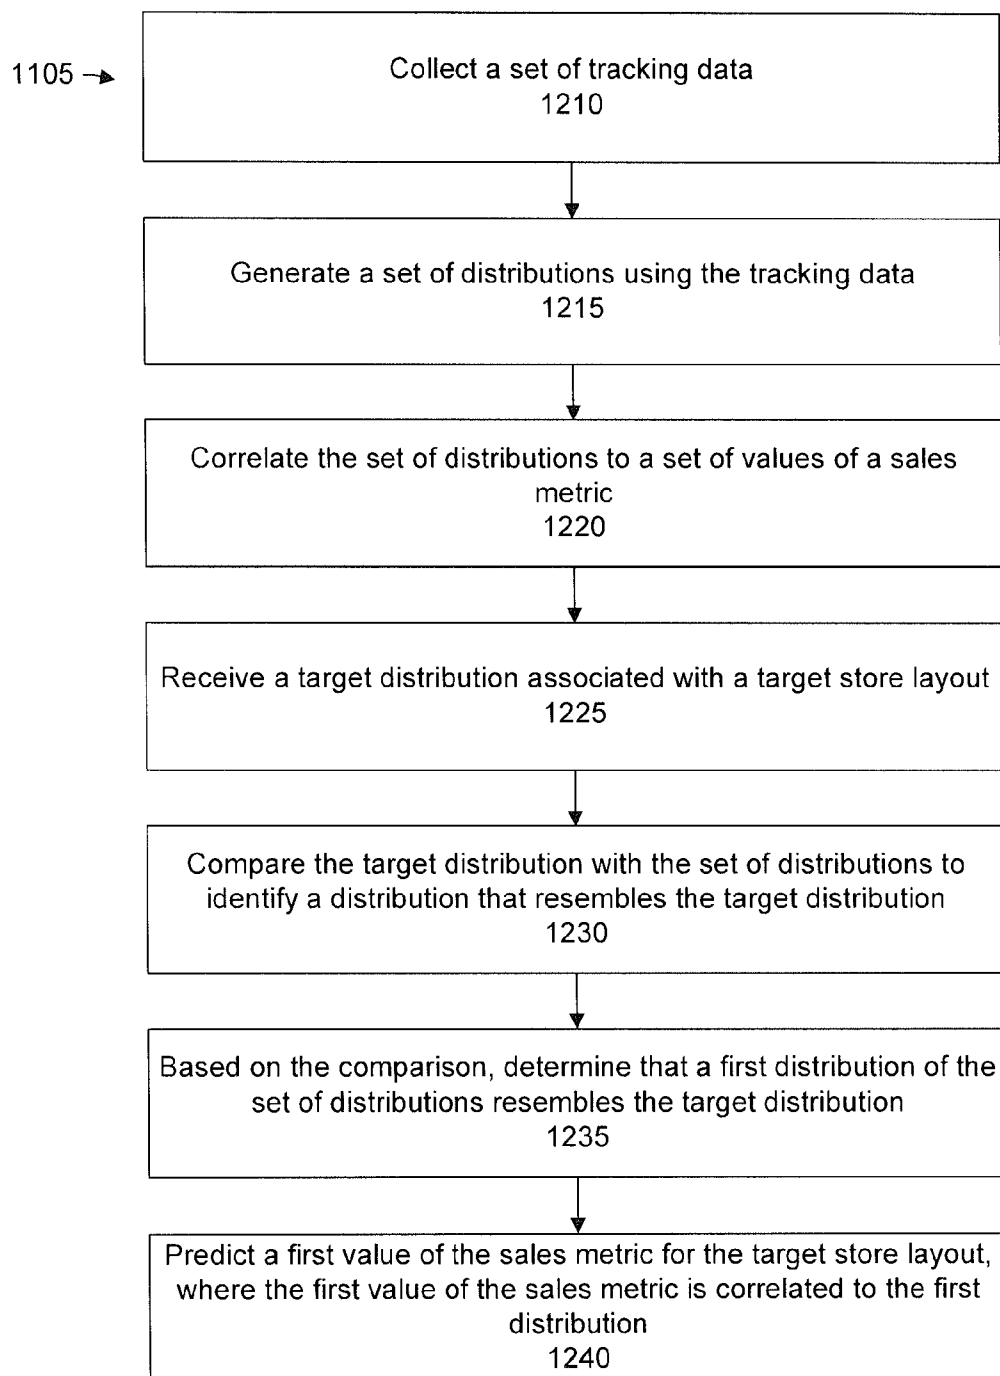 1105
Collect a set of tracking data
1210
Generate a set of distributions using the tracking data
1215
Correlate the set of distributions to a set of values of a sales
metric
1220
Receive a target distribution associated with a target store layout
1225
Compare the target distribution with the set of distributions to
identify a distribution that resembles the target distribution
1230
Based on the comparison, determine that a first distribution of the
set of distributions resembles the target distribution
1235
Predict a first value of the sales metric for the target store layout,
where the first value of the sales metric is correlated to the first
distribution
1240